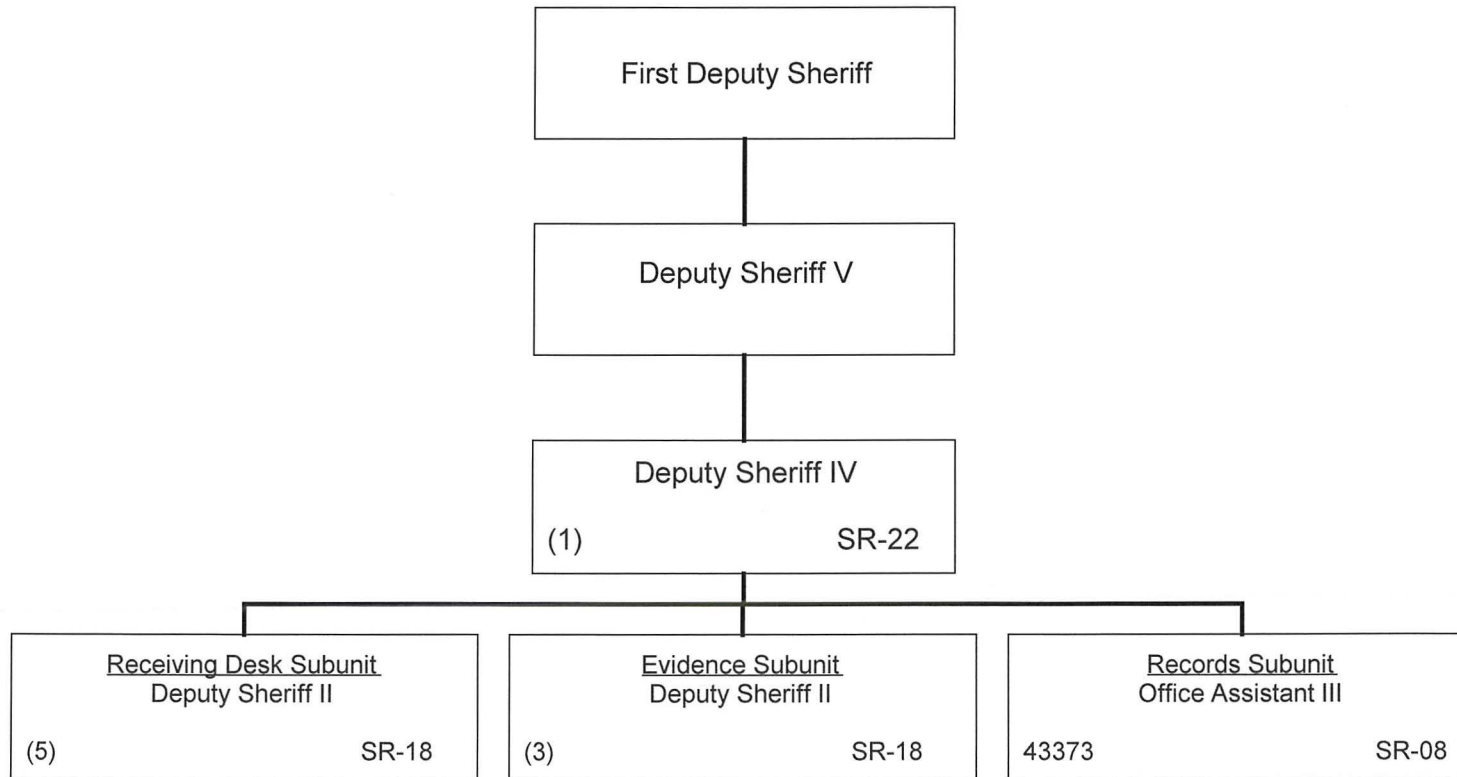 First Deputy Sheriff
Deputy Sheriff V
Deputy Sheriff IV
(1) SR-22
Receiving Desk Subunit
Deputy Sheriff II
(5) SR-18
Evidence Subunit
Deputy Sheriff II
(3) SR-18
Records Subunit
Office Assistant III
43373 SR-08